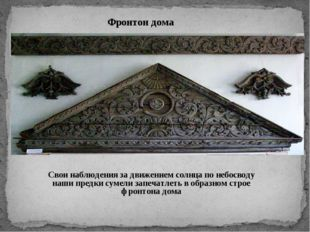 Фронтон дома
Свои наблюдения за движением солнца по небосводу
наши предки сумели запечатлеть в образном строе
фронтона дома